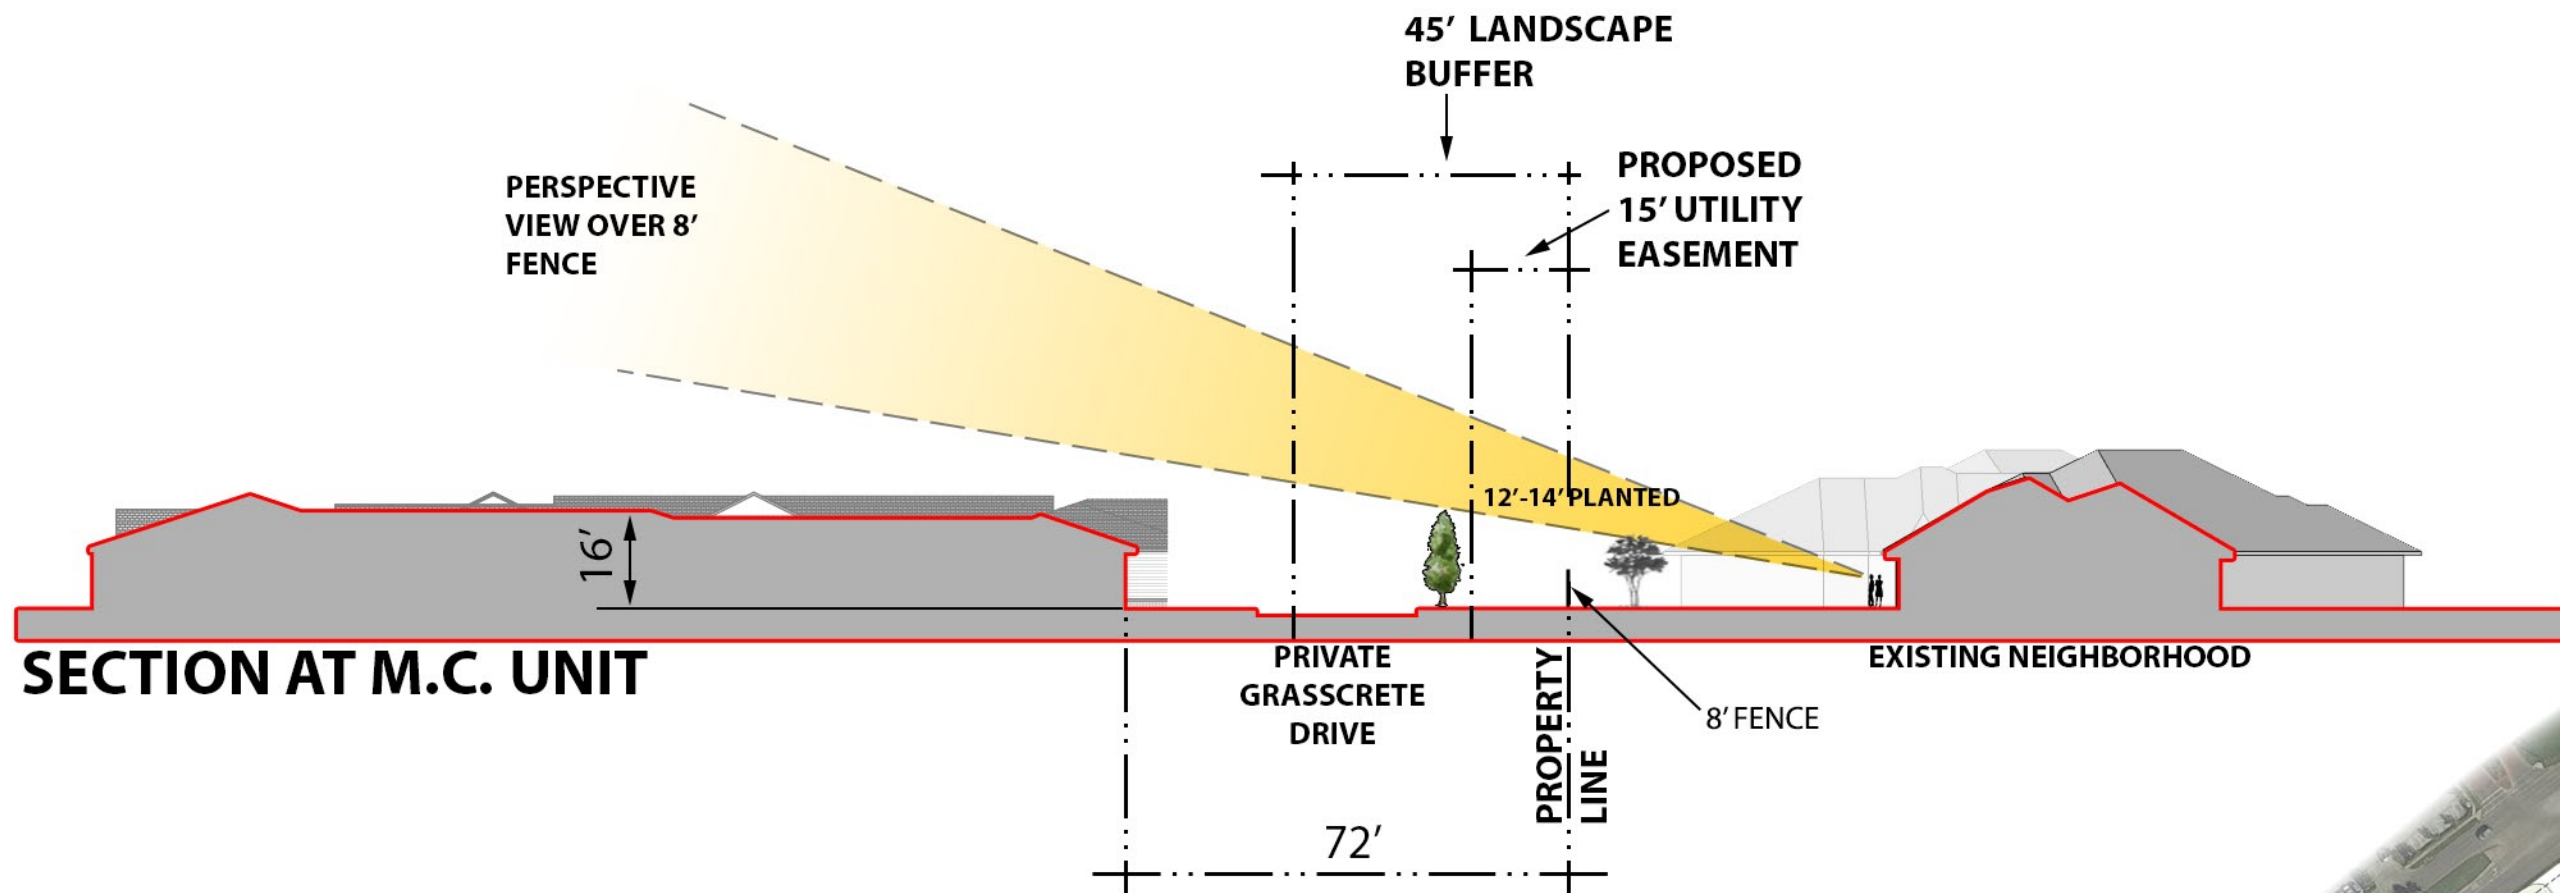 45′ LANDSCAPE
BUFFER
PERSPECTIVE
VIEW OVER 8′
FENCE
PROPOSED
15′ UTILITY
EASEMENT
12′-14′ PLANTED
16′
SECTION AT M.C. UNIT
PRIVATE
GRASSCRETE
DRIVE
PROPERTY
LINE
8′ FENCE
EXISTING NEIGHBORHOOD
72′